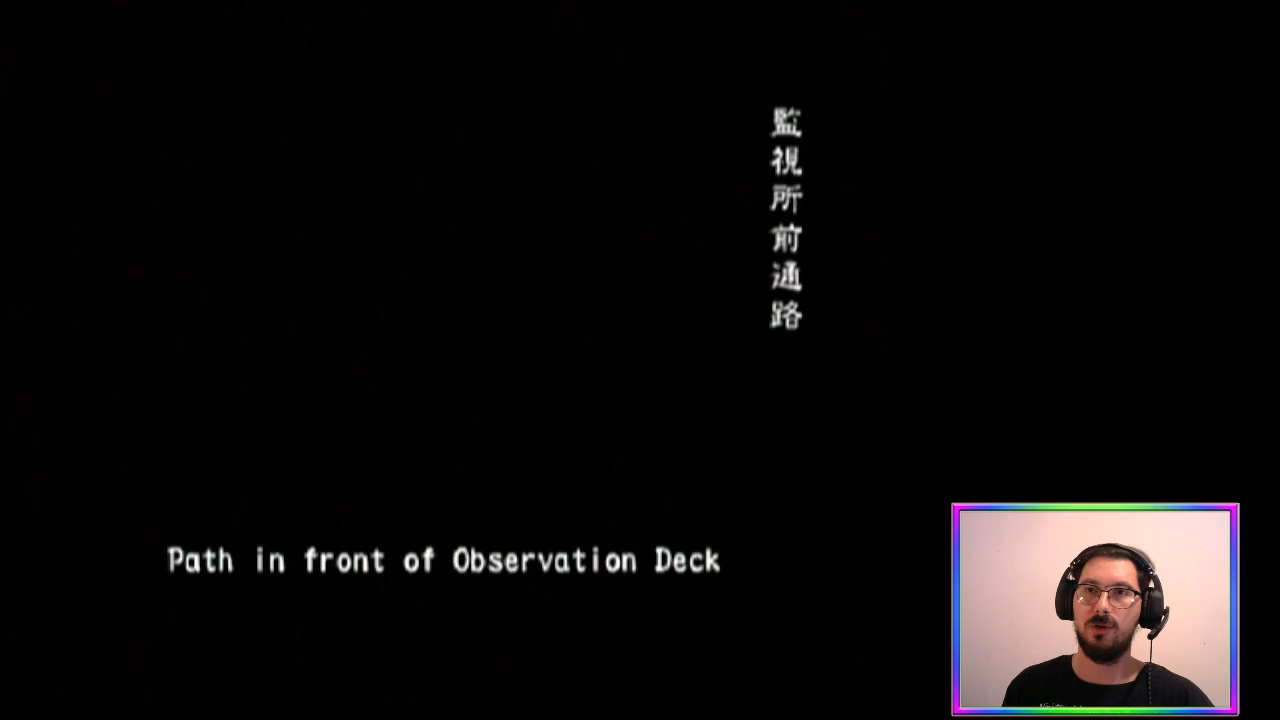 監視所前通路
Path in front of Observation Deck